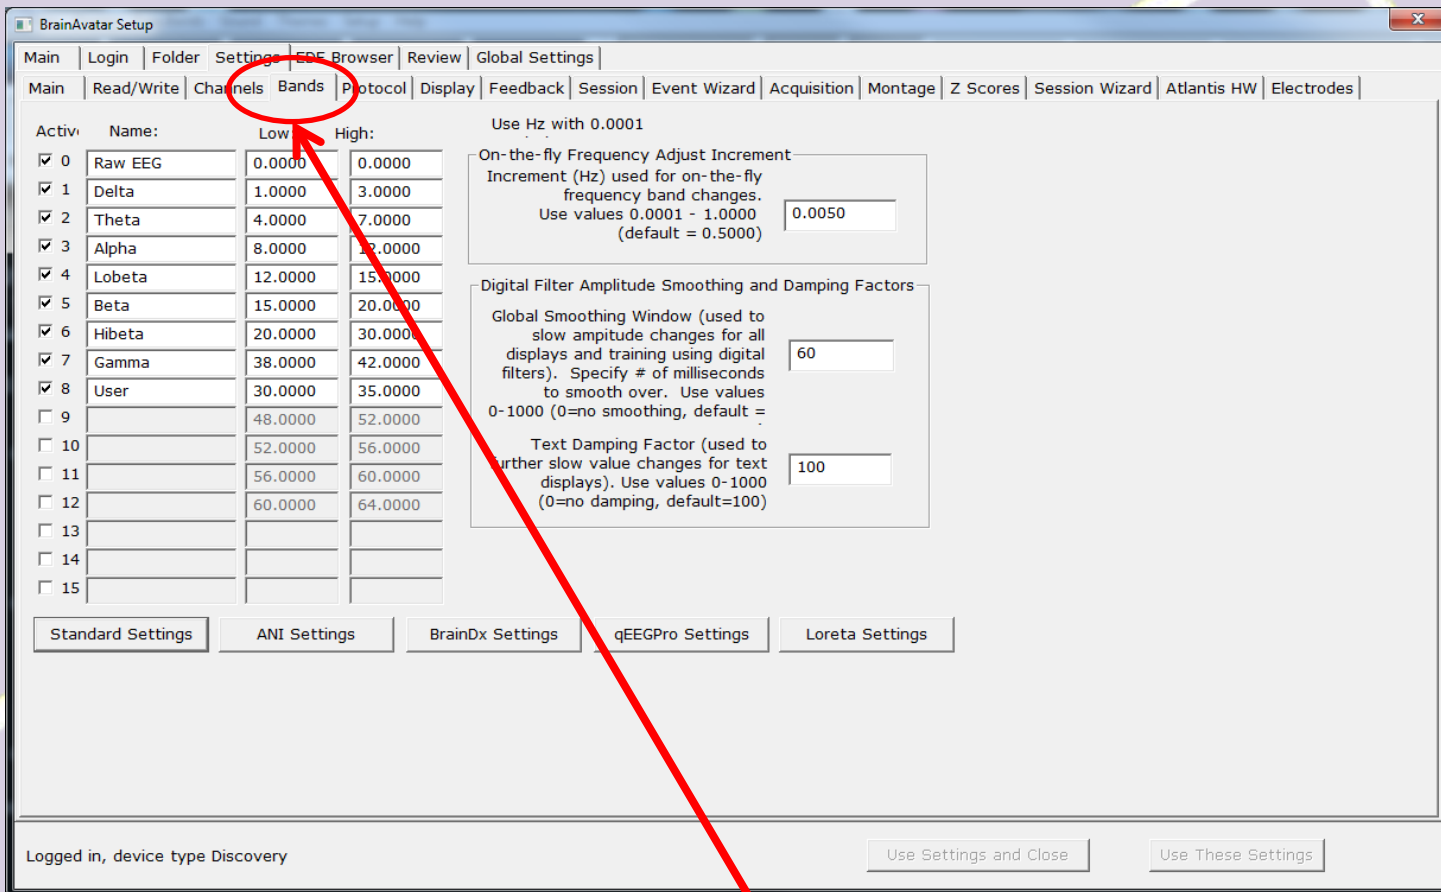 BrainAvatar Setup
Main Login Folder Settings EDF Browser Review Global Settings
Main Read/Write Channels Bands Protocol Display Feedback Session Event Wizard Acquisition Montage Z Scores Session Wizard Atlantis HW Electrodes
Activ Name: Low: High:
0 Raw EEG 0.0000 0.0000
1 Delta 1.0000 3.0000
2 Theta 4.0000 7.0000
3 Alpha 8.0000 12.0000
4 Lobeta 12.0000 15.0000
5 Beta 15.0000 20.0000
6 Hibeta 20.0000 30.0000
7 Gamma 38.0000 42.0000
8 User 30.0000 35.0000
9 48.0000 52.0000
10 52.0000 56.0000
11 56.0000 60.0000
12 60.0000 64.0000
13
14
15
Use Hz with 0.0001
On-the-fly Frequency Adjust Increment
Increment (Hz) used for on-the-fly
frequency band changes.
Use values 0.0001 - 1.0000
(default = 0.5000)
0.0050
Digital Filter Amplitude Smoothing and Damping Factors
Global Smoothing Window (used to
slow ampitude changes for all
displays and training using digital
filters). Specify # of milliseconds
to smooth over. Use values
0-1000 (0=no smoothing, default =
60
Text Damping Factor (used to
further slow value changes for text
displays). Use values 0-1000
(0=no damping, default=100)
100
Standard Settings ANI Settings BrainDx Settings qEEGPro Settings Loreta Settings
Logged in, device type Discovery
Use Settings and Close Use These Settings